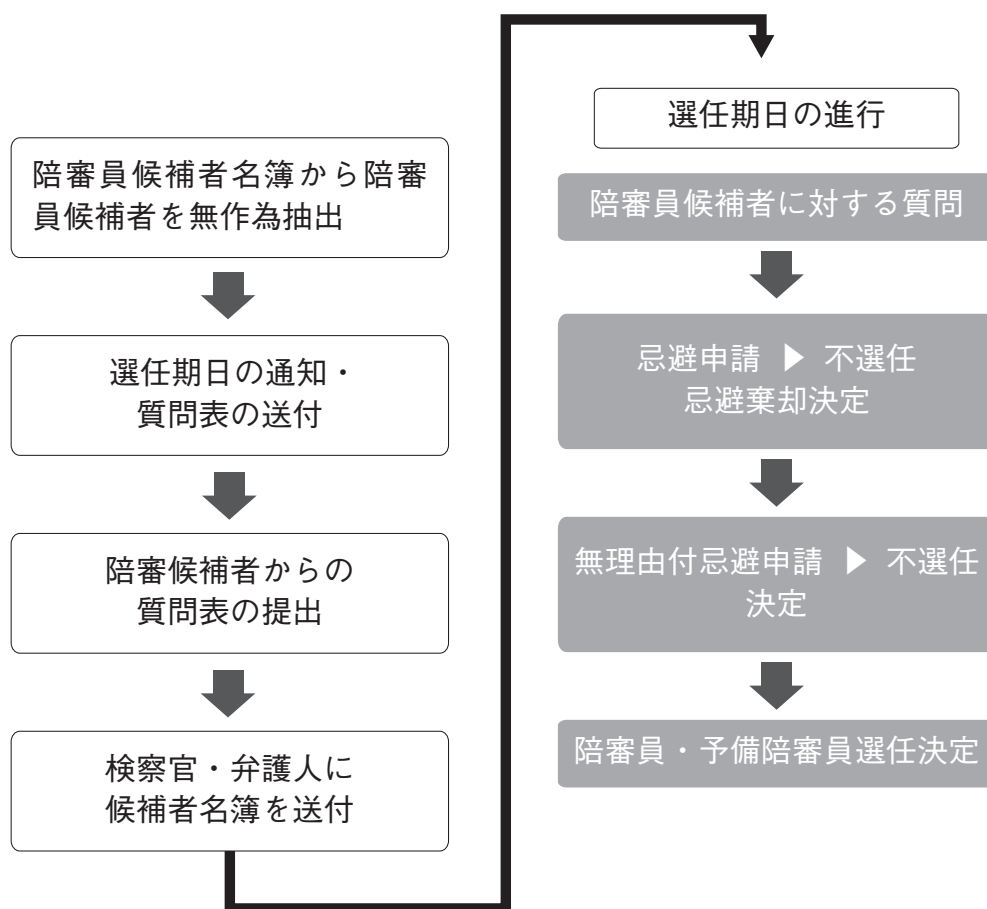 陪審員候補者名簿から陪審
員候補者を無作為抽出
選任期日の通知・
質問表の送付
陪審候補者からの
質問表の提出
検察官・弁護人に
候補者名簿を送付
選任期日の進行
陪審員候補者に対する質問
忌避申請 ▶ 不選任
忌避棄却決定
無理由付忌避申請 ▶ 不選任
決定
陪審員・予備陪審員選任決定